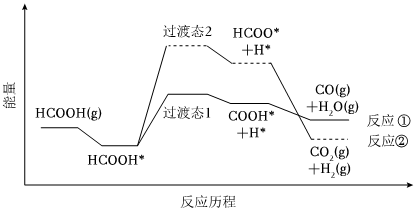 能量
过渡态2
HCOO*
+H*
CO(g)
+H₂O(g)
HCOOH(g)
过渡态1
反应①
COOH*
+H*
反应②
HCOOH*
CO₂(g)
+H₂(g)
反应历程